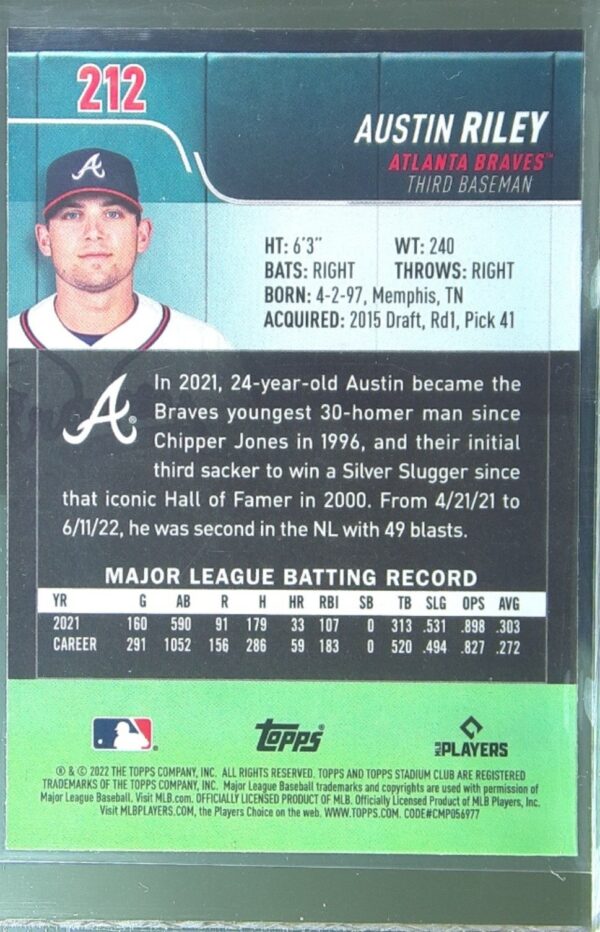 212
AUSTIN RILEY
ATLANTA BRAVES™
THIRD BASEMAN
HT: 6'3" WT: 240
BATS: RIGHT THROWS: RIGHT
BORN: 4-2-97, Memphis, TN
ACQUIRED: 2015 Draft, Rd1, Pick 41
A®
In 2021, 24-year-old Austin became the
Braves youngest 30-homer man since
Chipper Jones in 1996, and their initial
third sacker to win a Silver Slugger since
that iconic Hall of Famer in 2000. From 4/21/21 to
6/11/22, he was second in the NL with 49 blasts.
MAJOR LEAGUE BATTING RECORD
YR G AB R H HR RBI SB TB SLG OPS AVG
2021 160 590 91 179 33 107 0 313 .531 .898 .303
CAREER 291 1052 156 286 59 183 0 520 .494 .827 .272
topps®
MLB PLAYERS
® & © 2022 THE TOPPS COMPANY, INC. ALL RIGHTS RESERVED. TOPPS AND TOPPS STADIUM CLUB ARE REGISTERED
TRADEMARKS OF THE TOPPS COMPANY, INC. Major League Baseball trademarks and copyrights are used with permission of
Major League Baseball. Visit MLB.com. OFFICIALLY LICENSED PRODUCT OF MLB. Officially Licensed Product of MLB Players, Inc.
Visit MLBPLAYERS.COM, the Players Choice on the web. WWW.TOPPS.COM. CODE#CMP056977